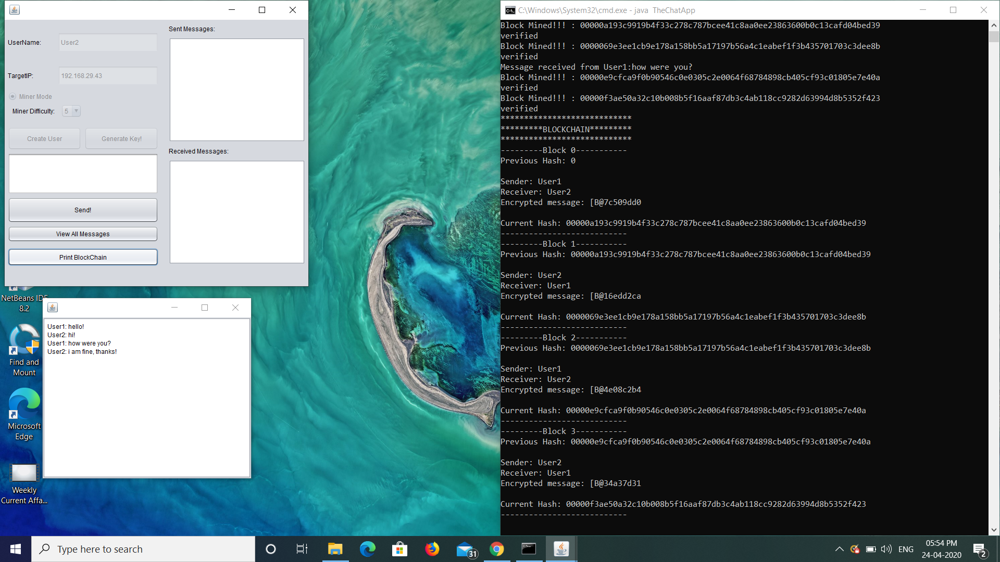 UserName:
User2
TargetIP:
192.168.29.43
Miner Mode
Miner Difficulty:
5
Create User
Generate Key!
Send!
View All Messages
Print BlockChain
Sent Messages:
Received Messages:
NetBeans IDE
8.2
Find and
Mount
Microsoft
Edge
Weekly
Current Affa...
User1: hello!
User2: hi!
User1: how were you?
User2: i am fine, thanks!
C:\Windows\System32\cmd.exe - java  TheChatApp
Block Mined!!! : 00000a193c9919b4f33c278c787bcee41c8aa0ee23863600b0c13cafd04bed39
verified
Block Mined!!! : 0000069e3ee1cb9e178a158bb5a17197b56a4c1eabef1f3b435701703c3dee8b
verified
Message received from User1:how were you?
Block Mined!!! : 00000e9cfca9f0b90546c0e0305c2e0064f68784898cb405cf93c01805e7e40a
verified
Block Mined!!! : 00000f3ae50a32c10b008b5f16aaf87db3c4ab118cc9282d63994d8b5352f423
verified
****************************
*********BLOCKCHAIN*********
****************************
---------Block 0-----------
Previous Hash: 0
Sender: User1
Receiver: User2
Encrypted message: [B@7c509dd0
Current Hash: 00000a193c9919b4f33c278c787bcee41c8aa0ee23863600b0c13cafd04bed39
---------------------------
---------Block 1-----------
Previous Hash: 00000a193c9919b4f33c278c787bcee41c8aa0ee23863600b0c13cafd04bed39
Sender: User2
Receiver: User1
Encrypted message: [B@16edd2ca
Current Hash: 0000069e3ee1cb9e178a158bb5a17197b56a4c1eabef1f3b435701703c3dee8b
---------------------------
---------Block 2-----------
Previous Hash: 0000069e3ee1cb9e178a158bb5a17197b56a4c1eabef1f3b435701703c3dee8b
Sender: User1
Receiver: User2
Encrypted message: [B@4e08c2b4
Current Hash: 00000e9cfca9f0b90546c0e0305c2e0064f68784898cb405cf93c01805e7e40a
---------------------------
---------Block 3-----------
Previous Hash: 00000e9cfca9f0b90546c0e0305c2e0064f68784898cb405cf93c01805e7e40a
Sender: User2
Receiver: User1
Encrypted message: [B@34a37d31
Current Hash: 00000f3ae50a32c10b008b5f16aaf87db3c4ab118cc9282d63994d8b5352f423
---------------------------
Type here to search
31
ENG
05:54 PM
24-04-2020
2